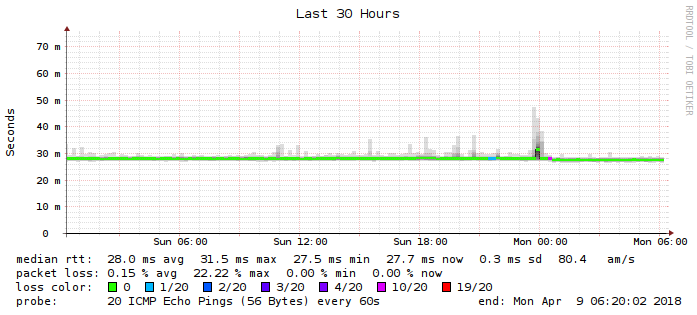 Last 30 Hours
RRDTOOL / TOBI OETIKER
Seconds
70 m
60 m
50 m
40 m
30 m
20 m
10 m
0
Sun 06:00 Sun 12:00 Sun 18:00 Mon 00:00 Mon 06:00
median rtt: 28.0 ms avg 31.5 ms max 27.5 ms min 27.7 ms now 0.3 ms sd 80.4 am/s
packet loss: 0.15 % avg 22.22 % max 0.00 % min 0.00 % now
loss color: 0 1/20 2/20 3/20 4/20 10/20 19/20
probe: 20 ICMP Echo Pings (56 Bytes) every 60s end: Mon Apr 9 06:20:02 2018